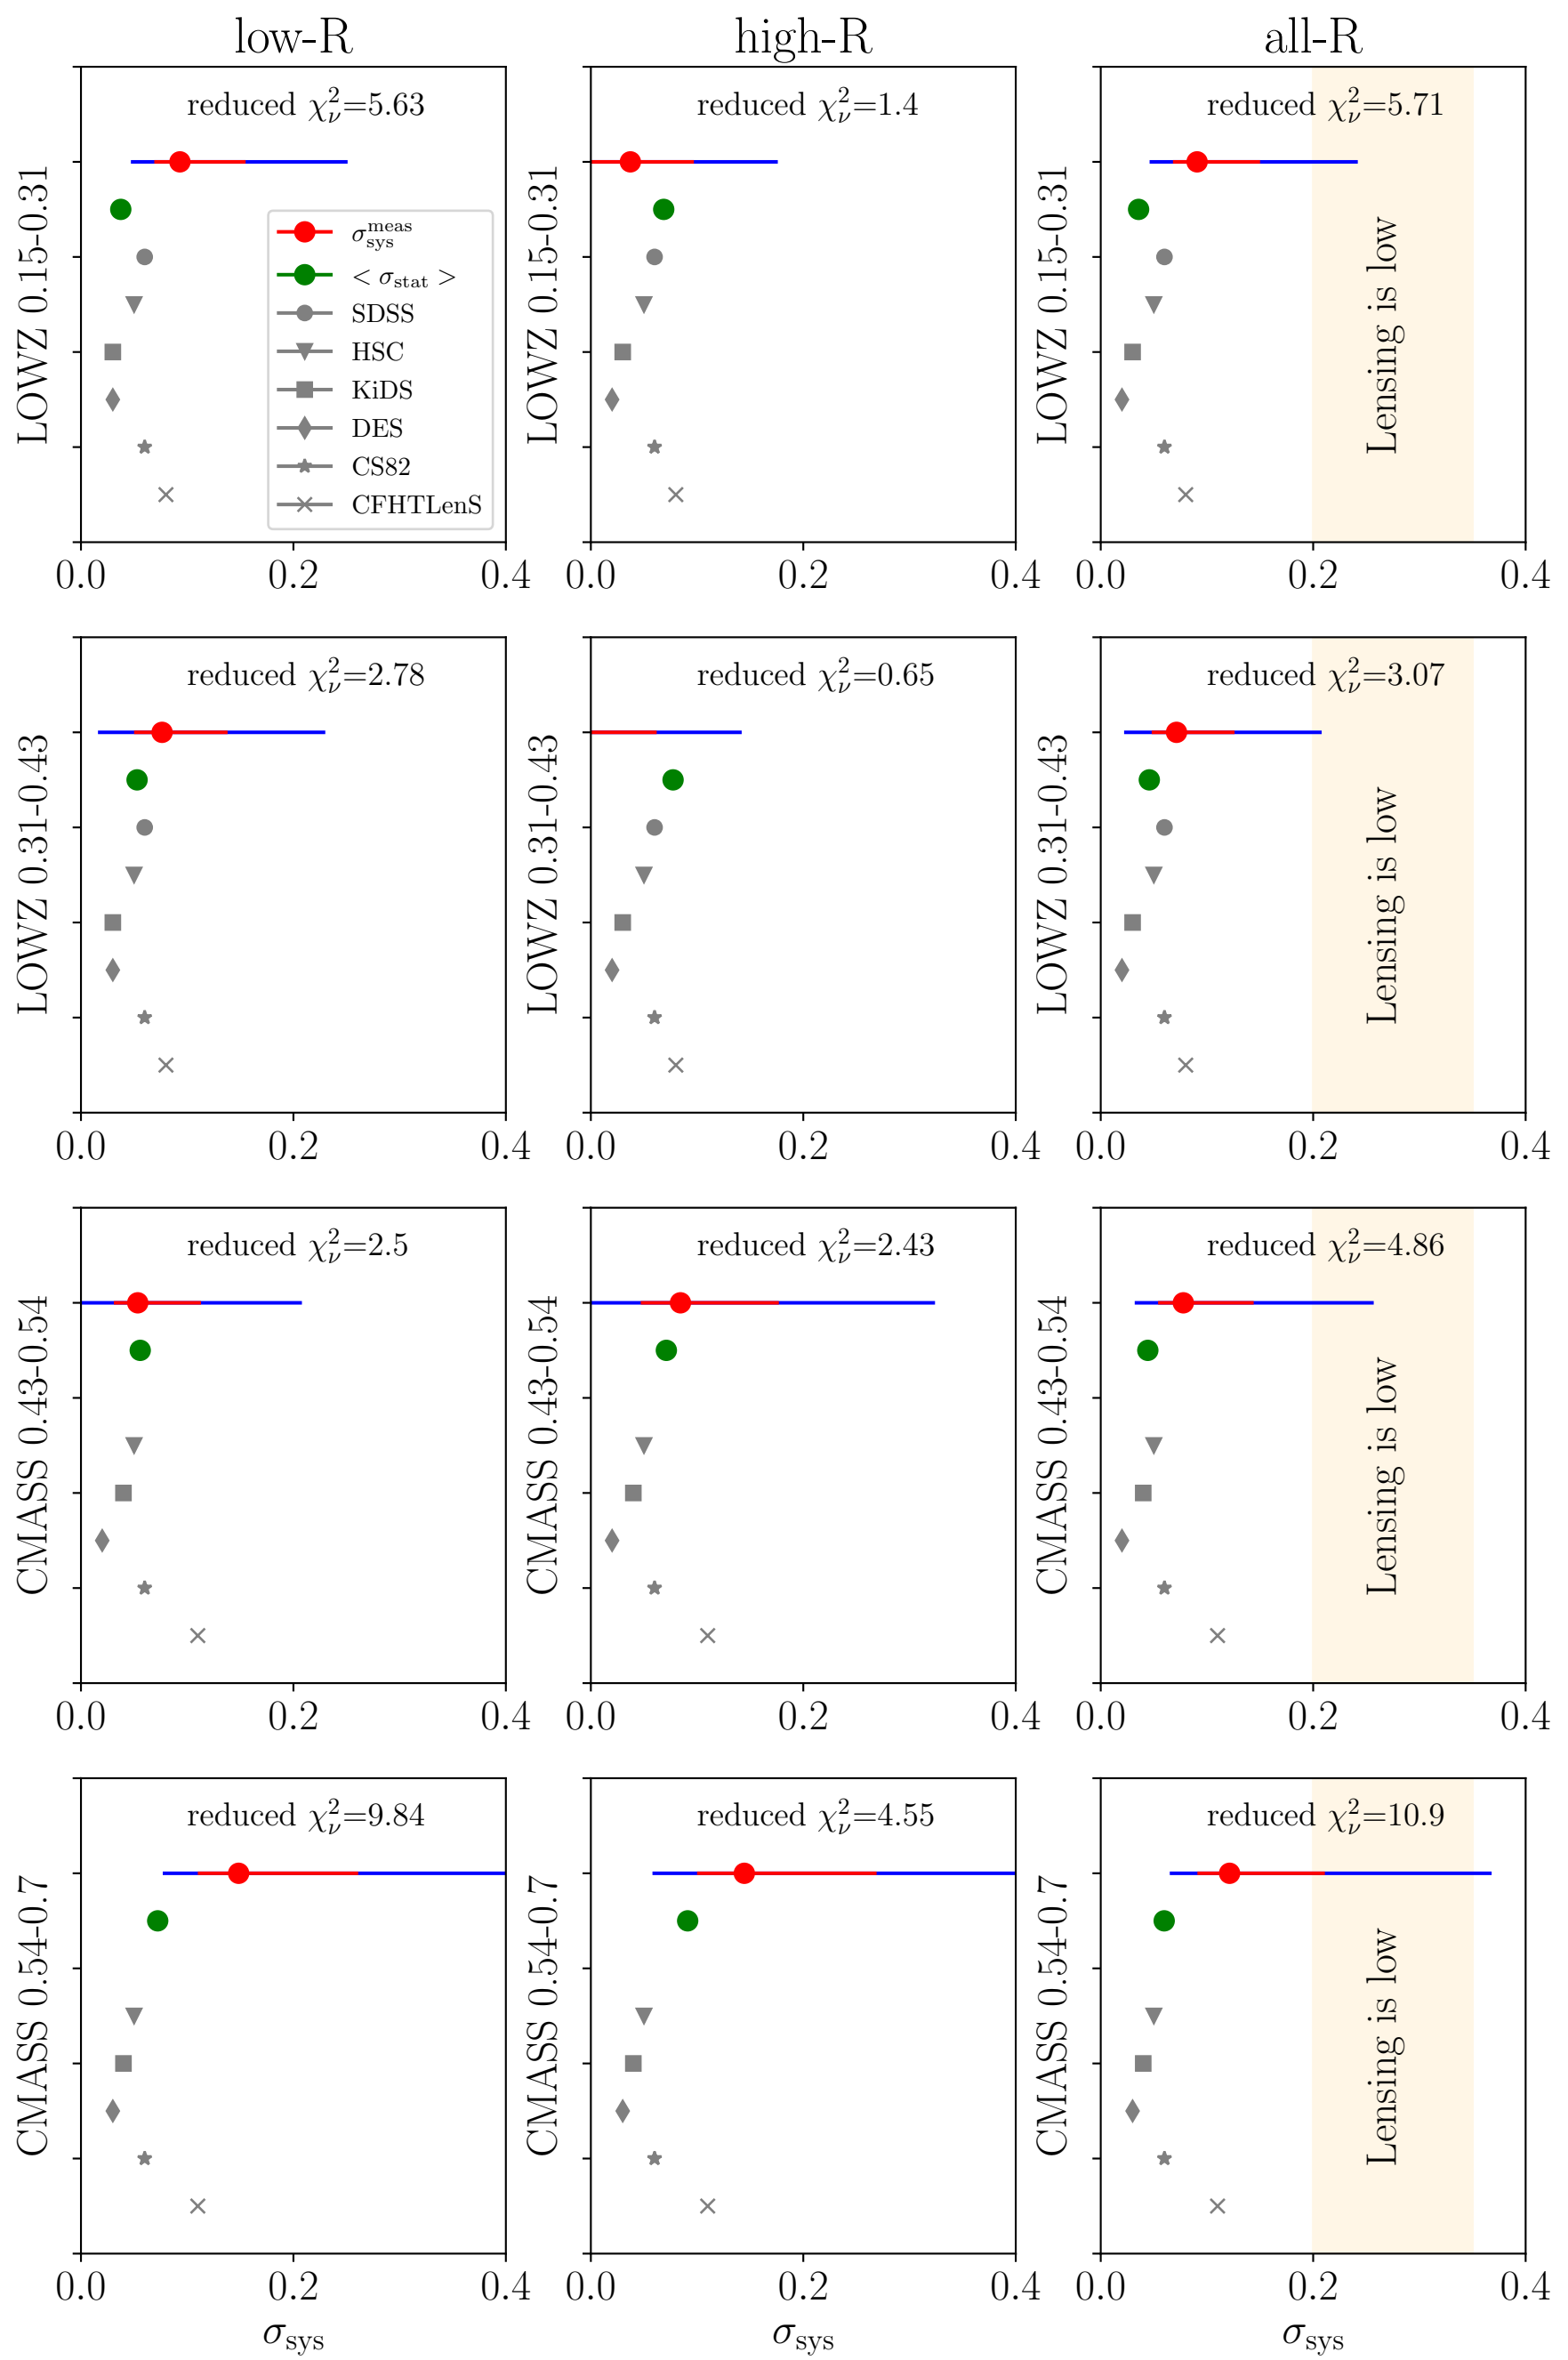 low-R
high-R
all-R
LOWZ 0.15-0.31
reduced χ²ν=5.63
σ^meas_sys
< σ_stat >
SDSS
HSC
KiDS
DES
CS82
CFHTLenS
0.0 0.2 0.4
LOWZ 0.15-0.31
reduced χ²ν=1.4
0.0 0.2 0.4
LOWZ 0.15-0.31
reduced χ²ν=5.71
Lensing is low
0.0 0.2 0.4
LOWZ 0.31-0.43
reduced χ²ν=2.78
0.0 0.2 0.4
LOWZ 0.31-0.43
reduced χ²ν=0.65
0.0 0.2 0.4
LOWZ 0.31-0.43
reduced χ²ν=3.07
Lensing is low
0.0 0.2 0.4
CMASS 0.43-0.54
reduced χ²ν=2.5
0.0 0.2 0.4
CMASS 0.43-0.54
reduced χ²ν=2.43
0.0 0.2 0.4
CMASS 0.43-0.54
reduced χ²ν=4.86
Lensing is low
0.0 0.2 0.4
CMASS 0.54-0.7
reduced χ²ν=9.84
0.0 0.2 0.4
σ_sys
CMASS 0.54-0.7
reduced χ²ν=4.55
0.0 0.2 0.4
σ_sys
CMASS 0.54-0.7
reduced χ²ν=10.9
Lensing is low
0.0 0.2 0.4
σ_sys